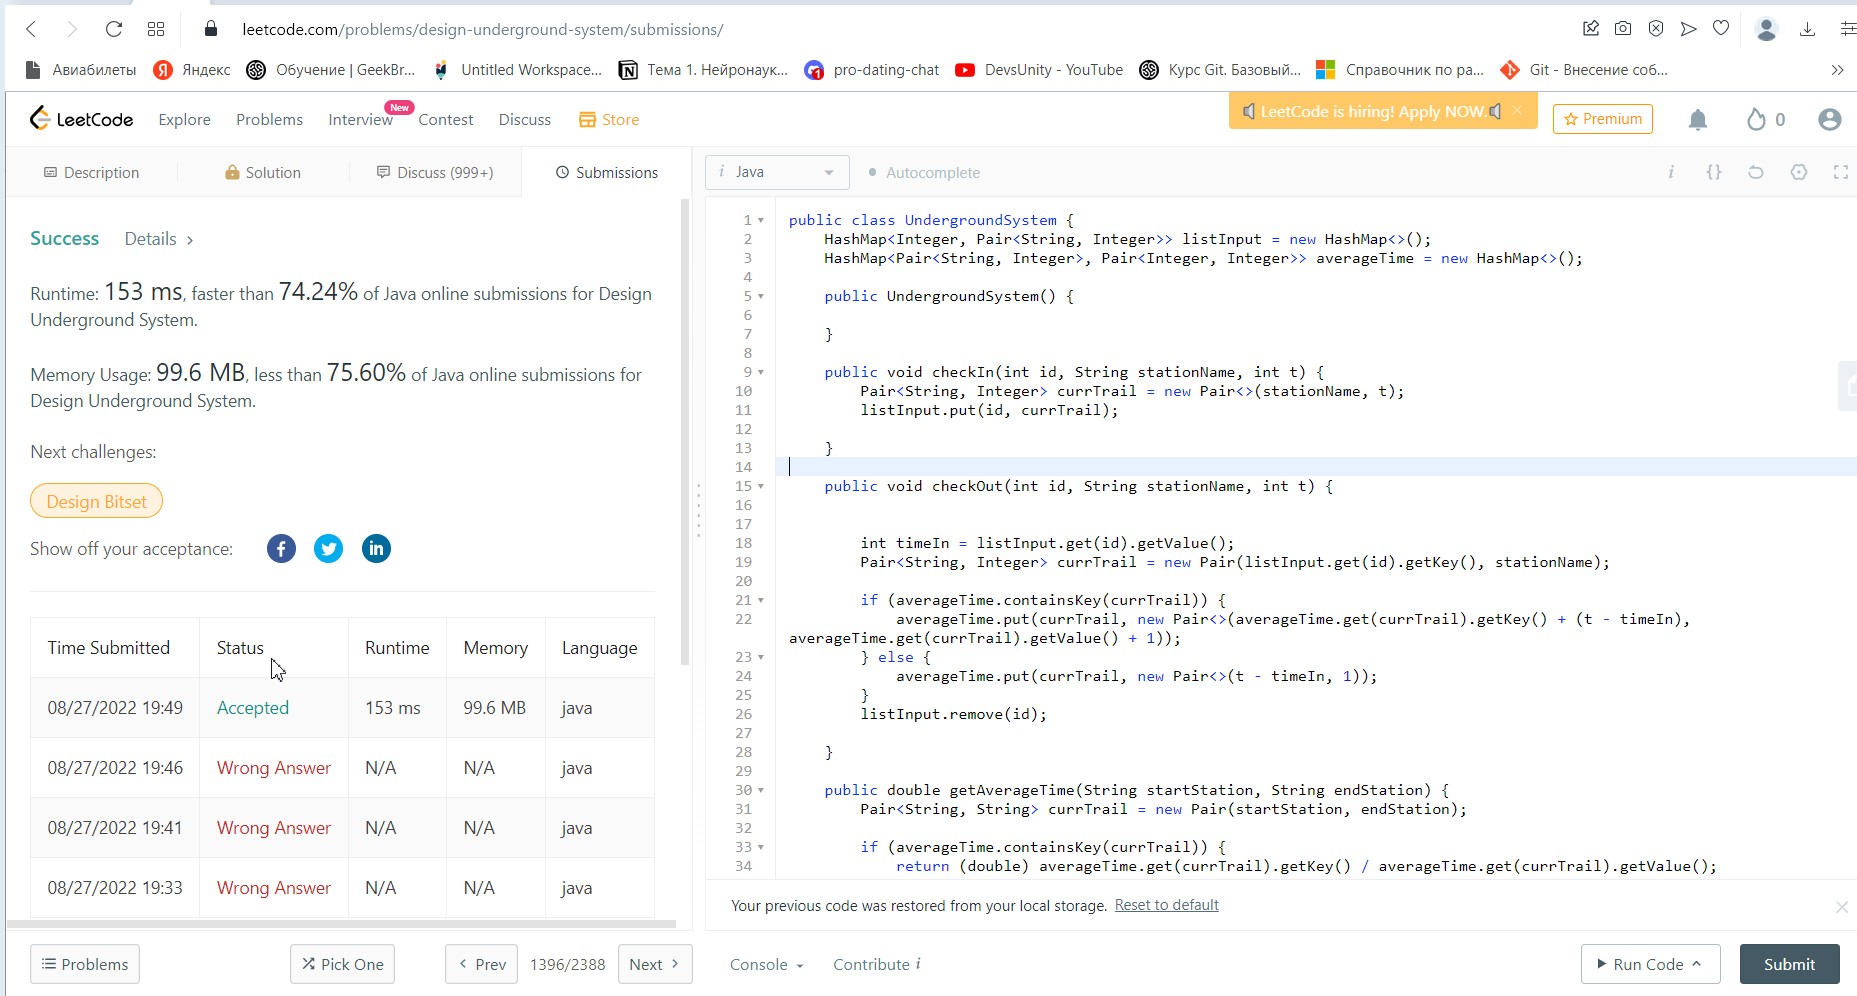 leetcode.com/problems/design-underground-system/submissions/
Авиабилеты Яндекс Обучение | GeekBr... Untitled Workspace... Тема 1. Нейронаук... pro-dating-chat DevsUnity - YouTube Курс Git. Базовый... Справочник по ра... Git - Внесение соб...
LeetCode Explore Problems Interview New Contest Discuss Store LeetCode is hiring! Apply NOW. Premium 0
Description Solution Discuss (999+) Submissions
i Java Autocomplete
Success Details >
Runtime: 153 ms, faster than 74.24% of Java online submissions for Design
Underground System.
Memory Usage: 99.6 MB, less than 75.60% of Java online submissions for
Design Underground System.
Next challenges:
Design Bitset
Show off your acceptance:
Time Submitted Status Runtime Memory Language
08/27/2022 19:49 Accepted 153 ms 99.6 MB java
08/27/2022 19:46 Wrong Answer N/A N/A java
08/27/2022 19:41 Wrong Answer N/A N/A java
08/27/2022 19:33 Wrong Answer N/A N/A java
1 public class UndergroundSystem {
2 HashMap<Integer, Pair<String, Integer>> listInput = new HashMap<>();
3 HashMap<Pair<String, Integer>, Pair<Integer, Integer>> averageTime = new HashMap<>();
4
5 public UndergroundSystem() {
6
7 }
8
9 public void checkIn(int id, String stationName, int t) {
10 Pair<String, Integer> currTrail = new Pair<>(stationName, t);
11 listInput.put(id, currTrail);
12
13 }
14
15 public void checkOut(int id, String stationName, int t) {
16
17
18 int timeIn = listInput.get(id).getValue();
19 Pair<String, Integer> currTrail = new Pair(listInput.get(id).getKey(), stationName);
20
21 if (averageTime.containsKey(currTrail)) {
22 averageTime.put(currTrail, new Pair<>(averageTime.get(currTrail).getKey() + (t - timeIn),
averageTime.get(currTrail).getValue() + 1));
23 } else {
24 averageTime.put(currTrail, new Pair<>(t - timeIn, 1));
25 }
26 listInput.remove(id);
27
28 }
29
30 public double getAverageTime(String startStation, String endStation) {
31 Pair<String, String> currTrail = new Pair(startStation, endStation);
32
33 if (averageTime.containsKey(currTrail)) {
34 return (double) averageTime.get(currTrail).getKey() / averageTime.get(currTrail).getValue();
Your previous code was restored from your local storage. Reset to default
Problems Pick One < Prev 1396/2388 Next > Console Contribute i Run Code Submit